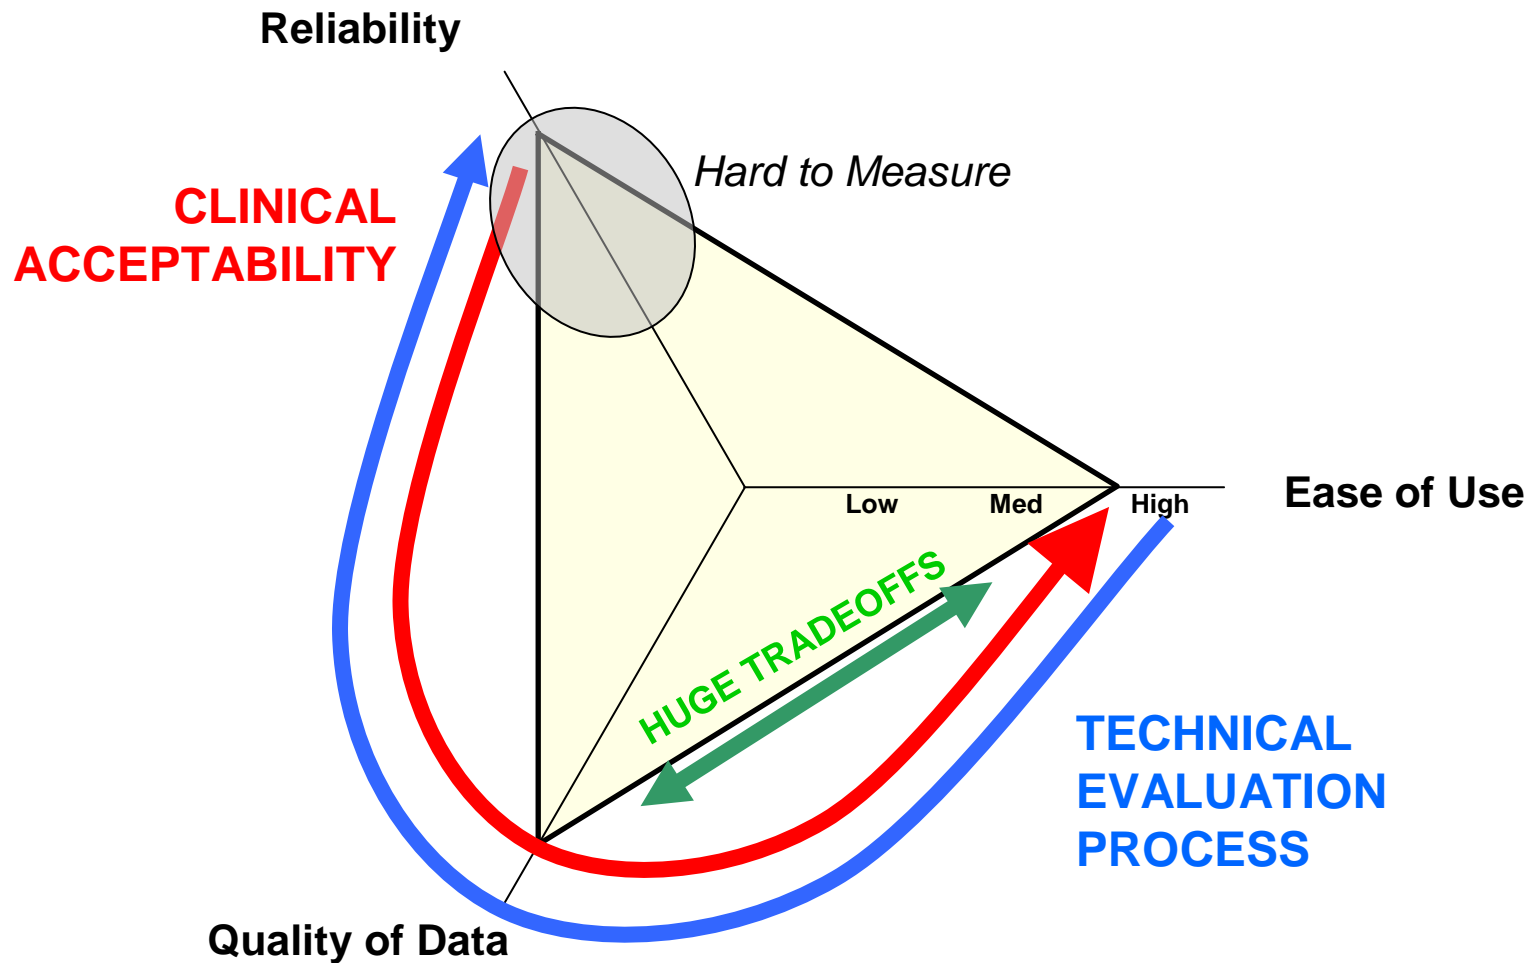 Reliability
Hard to Measure
CLINICAL
ACCEPTABILITY
Ease of Use
Low
Med
High
HUGE TRADEOFFS
TECHNICAL
EVALUATION
PROCESS
Quality of Data